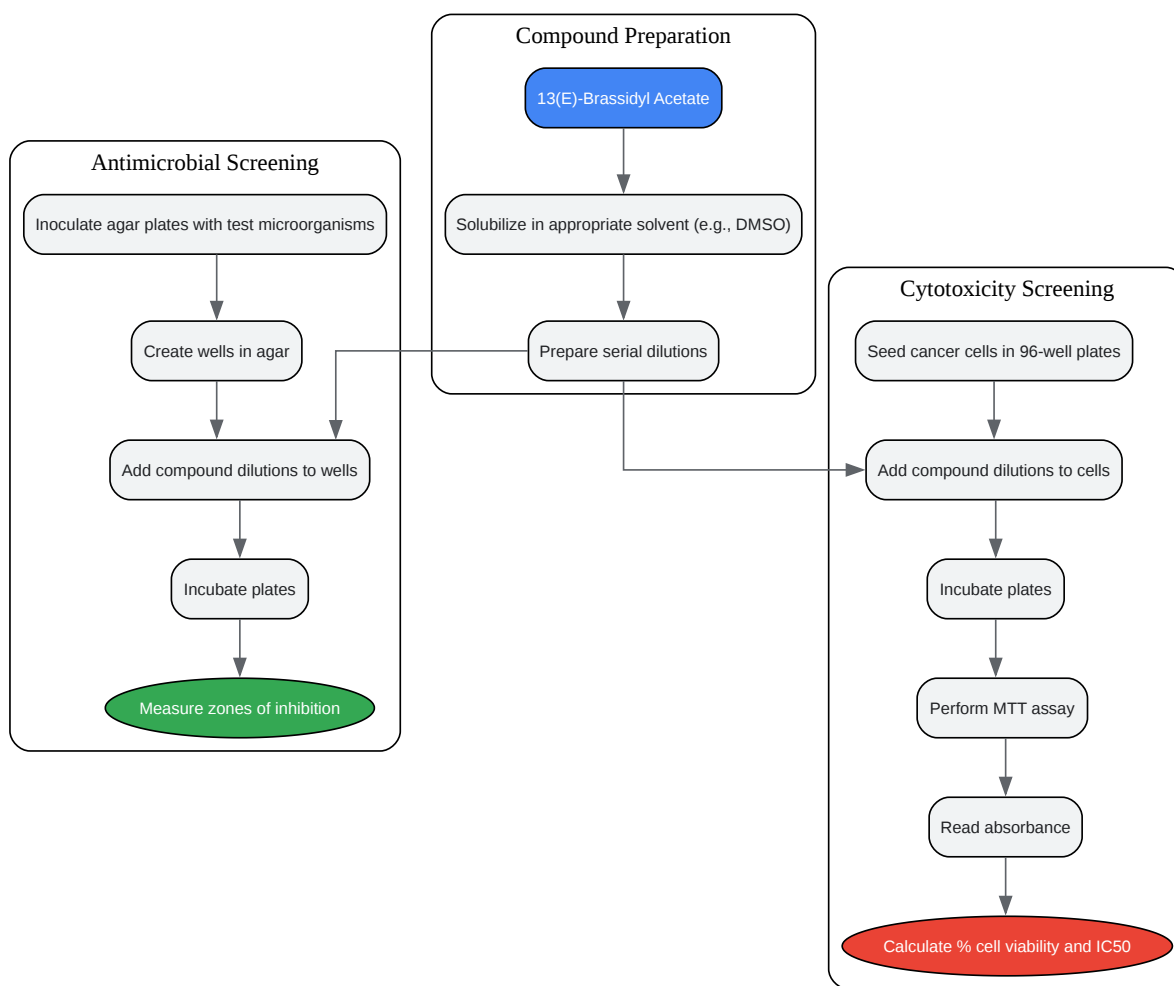 Compound Preparation
13(E)-Brassidyl Acetate
Solubilize in appropriate solvent (e.g., DMSO)
Prepare serial dilutions
Antimicrobial Screening
Inoculate agar plates with test microorganisms
Create wells in agar
Add compound dilutions to wells
Incubate plates
Measure zones of inhibition
Cytotoxicity Screening
Seed cancer cells in 96-well plates
Add compound dilutions to cells
Incubate plates
Perform MTT assay
Read absorbance
Calculate % cell viability and IC50